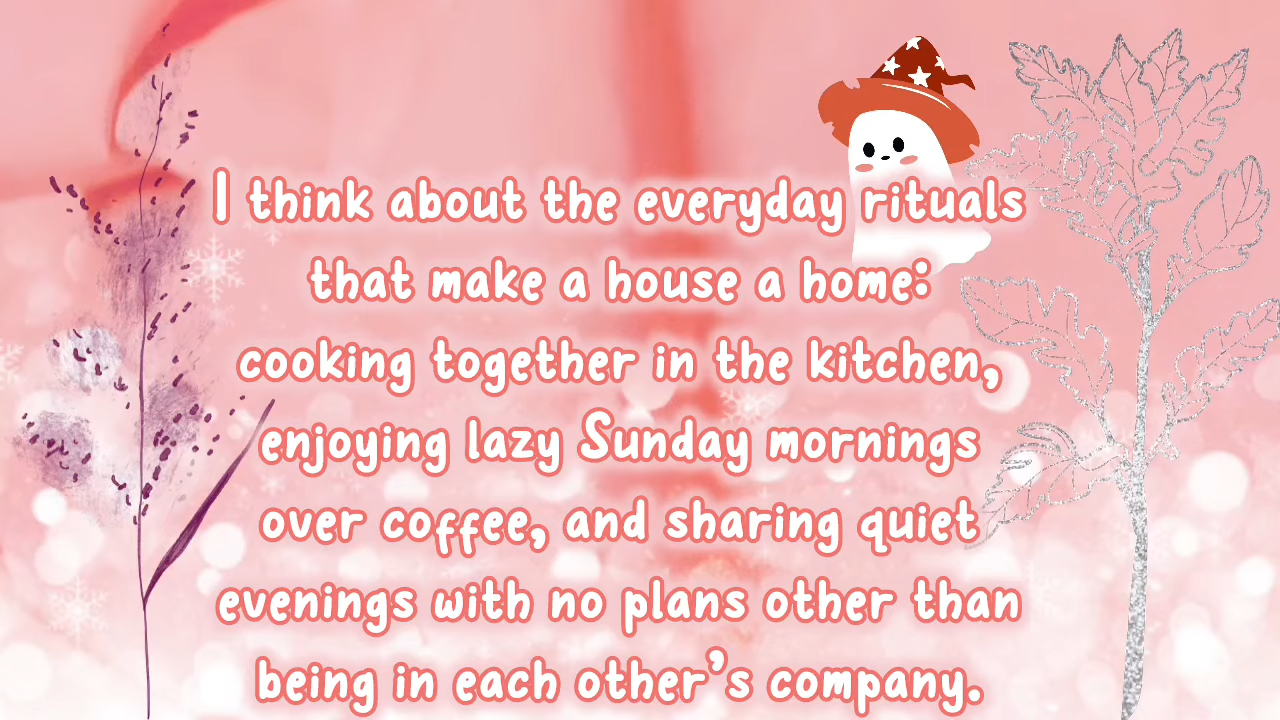 I think about the everyday rituals
that make a house a home:
cooking together in the kitchen,
enjoying lazy Sunday mornings
over coffee, and sharing quiet
evenings with no plans other than
being in each other’s company.